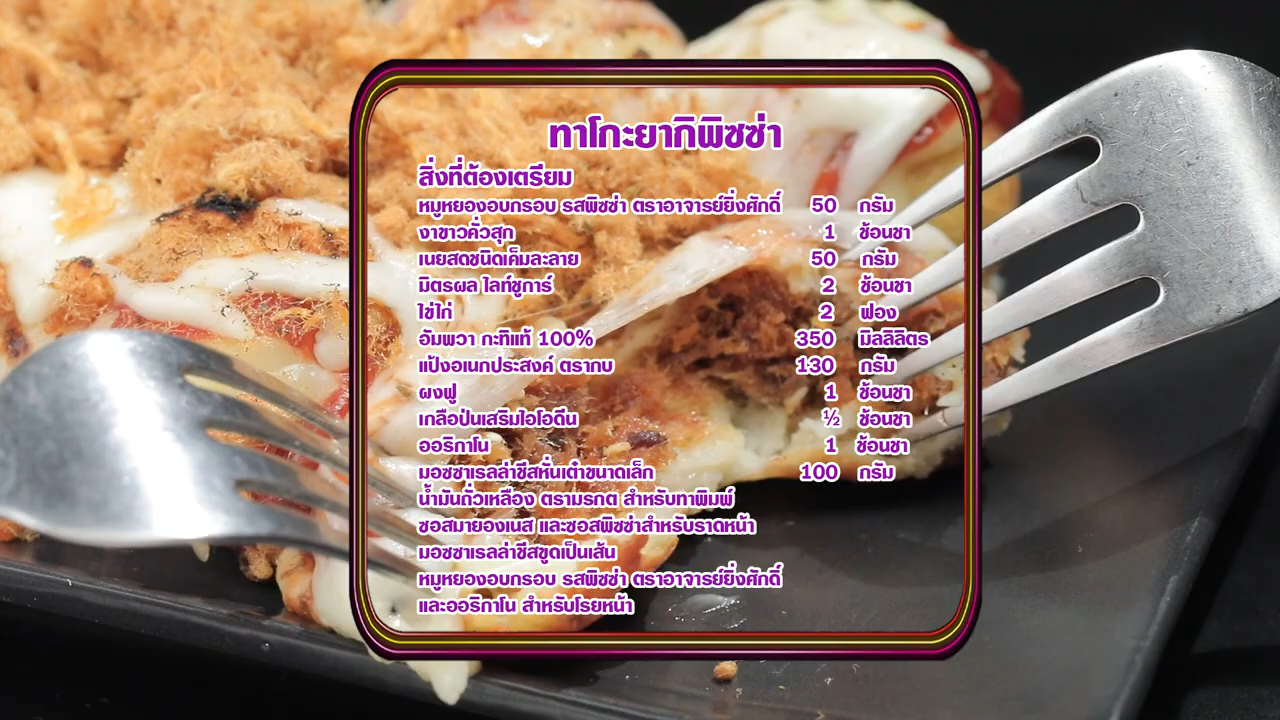 ทาโกะยากิพิซซ่า
สิ่งที่ต้องเตรียม
หมูหยองอบกรอบ รสพิซซ่า ตราอาจารย์ยิ่งศักดิ์ 50 กรัม
งาขาวคั่วสุก 1 ช้อนชา
เนยสดชนิดเค็มละลาย 50 กรัม
มิตรผล ไลท์ชูการ์ 2 ช้อนชา
ไข่ไก่ 2 ฟอง
อัมพวา กะทิแท้ 100% 350 มิลลิลิตร
แป้งอเนกประสงค์ ตรากบ 130 กรัม
ผงฟู 1 ช้อนชา
เกลือป่นเสริมไอโอดีน ½ ช้อนชา
ออริกาโน 1 ช้อนชา
มอซซาเรลล่าชีสหั่นเต๋าขนาดเล็ก 100 กรัม
น้ำมันถั่วเหลือง ตรามรกต สำหรับทาพิมพ์
ซอสมายองเนส และซอสพิซซ่าสำหรับราดหน้า
มอซซาเรลล่าชีสขูดเป็นเส้น
หมูหยองอบกรอบ รสพิซซ่า ตราอาจารย์ยิ่งศักดิ์
และออริกาโน สำหรับโรยหน้า